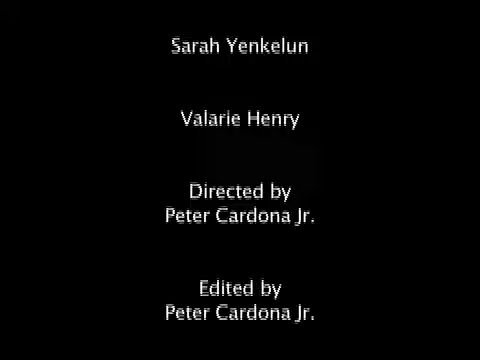 Sarah Yenkelun
Valarie Henry
Directed by
Peter Cardona Jr.
Edited by
Peter Cardona Jr.